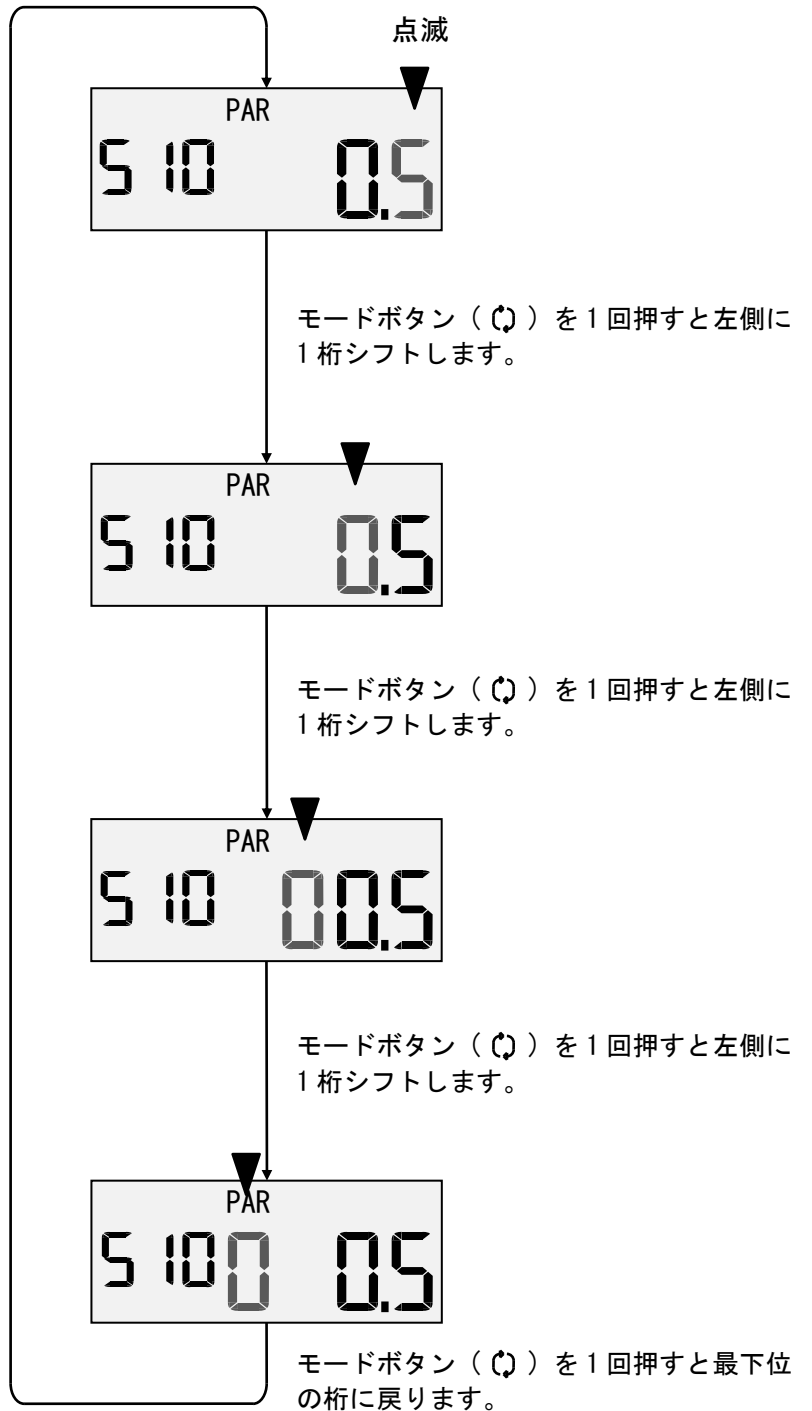 点滅
PAR
510 0.5
モードボタン（ ）を1回押すと左側に
1桁シフトします。
PAR
510 0.5
モードボタン（ ）を1回押すと左側に
1桁シフトします。
PAR
510 00.5
モードボタン（ ）を1回押すと左側に
1桁シフトします。
PAR
510 0 0.5
モードボタン（ ）を1回押すと最下位
の桁に戻ります。